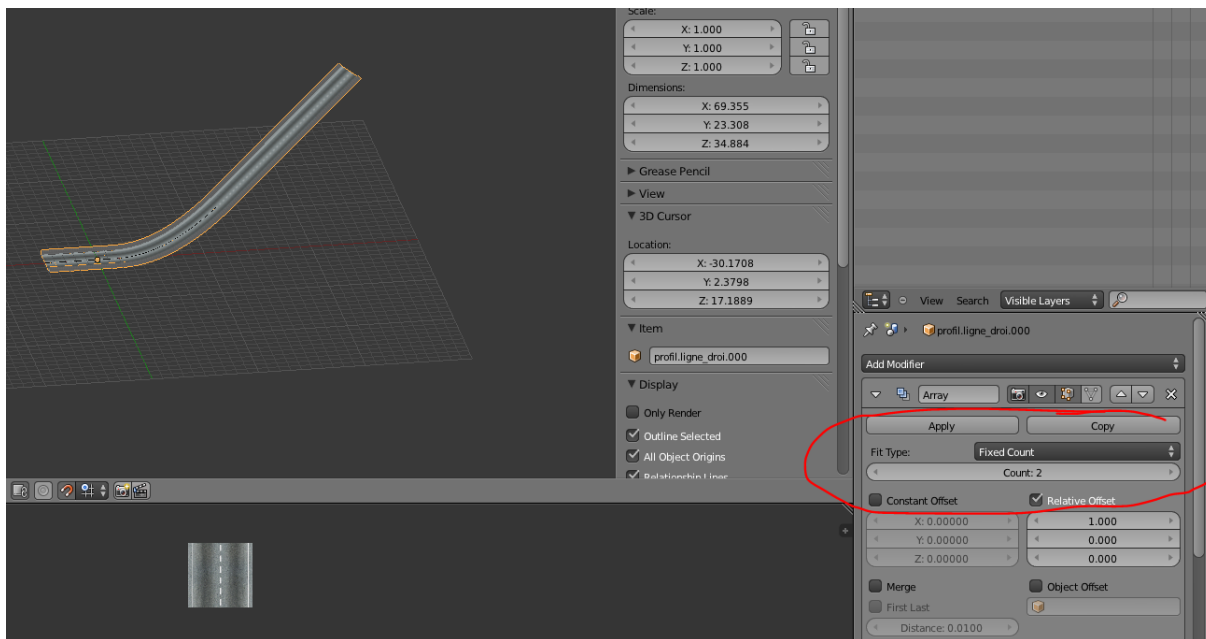 Scale:
X: 1.000
Y: 1.000
Z: 1.000
Dimensions:
X: 69.355
Y: 23.308
Z: 34.884
Grease Pencil
View
3D Cursor
Location:
X: -30.1708
Y: 2.3798
Z: 17.1889
Item
profil.ligne_droi.000
Display
Only Render
Outline Selected
All Object Origins
Relationship Lines
View Search Visible Layers
profil.ligne_droi.000
Add Modifier
Array
Apply Copy
Fit Type: Fixed Count
Count: 2
Constant Offset Relative Offset
X: 0.00000 1.000
Y: 0.00000 0.000
Z: 0.00000 0.000
Merge Object Offset
First Last
Distance: 0.0100